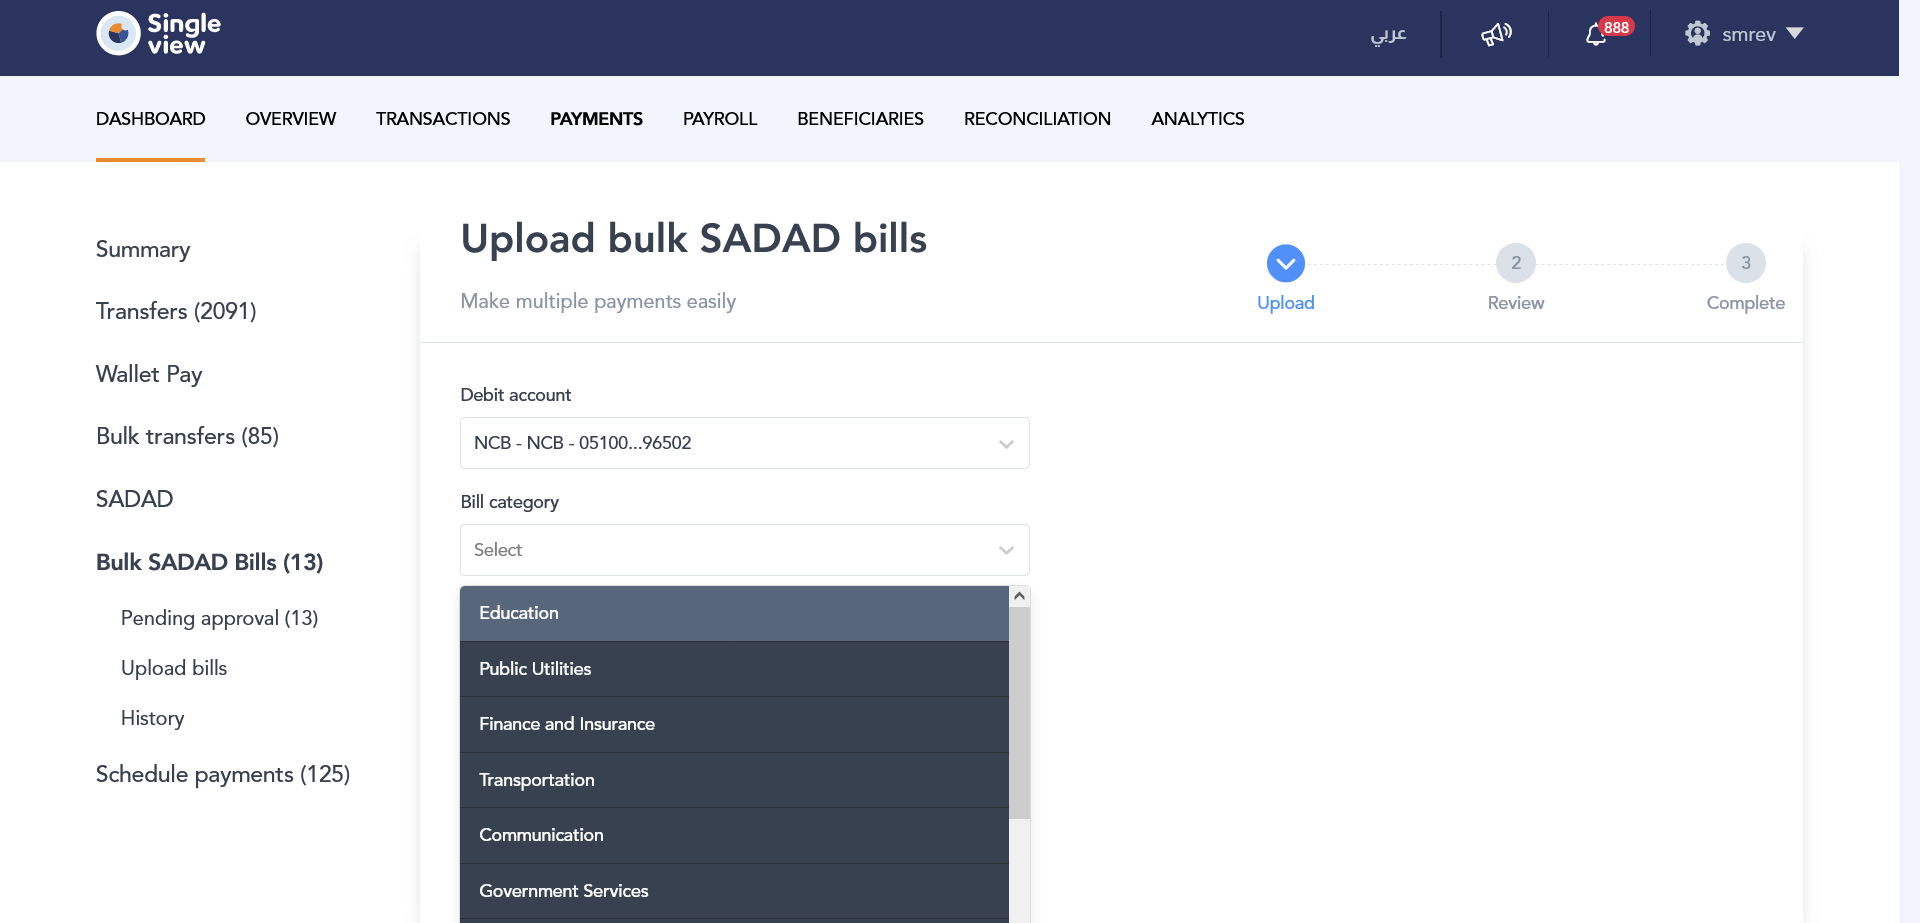 Single
view
عربي
888
smrev
DASHBOARD
OVERVIEW
TRANSACTIONS
PAYMENTS
PAYROLL
BENEFICIARIES
RECONCILIATION
ANALYTICS
Summary
Transfers (2091)
Wallet Pay
Bulk transfers (85)
SADAD
Bulk SADAD Bills (13)
Pending approval (13)
Upload bills
History
Schedule payments (125)
Upload bulk SADAD bills
Make multiple payments easily
Upload
2
Review
3
Complete
Debit account
NCB - NCB - 05100...96502
Bill category
Select
Education
Public Utilities
Finance and Insurance
Transportation
Communication
Government Services